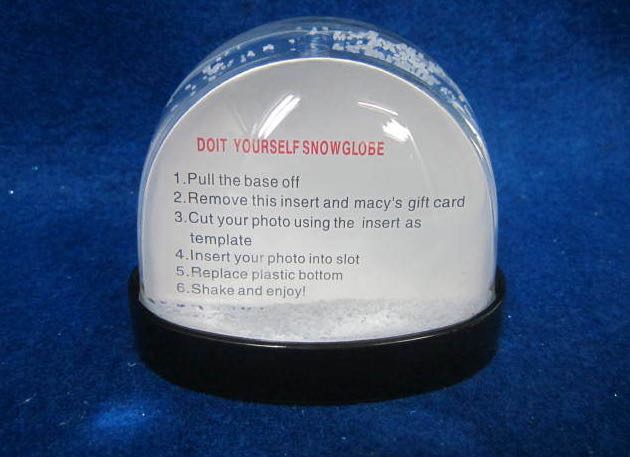 DOIT YOURSELF SNOWGLOBE
1.Pull the base off
2.Remove this insert and macy's gift card
3.Cut your photo using the insert as
template
4.Insert your photo into slot
5.Replace plastic bottom
6.Shake and enjoy!